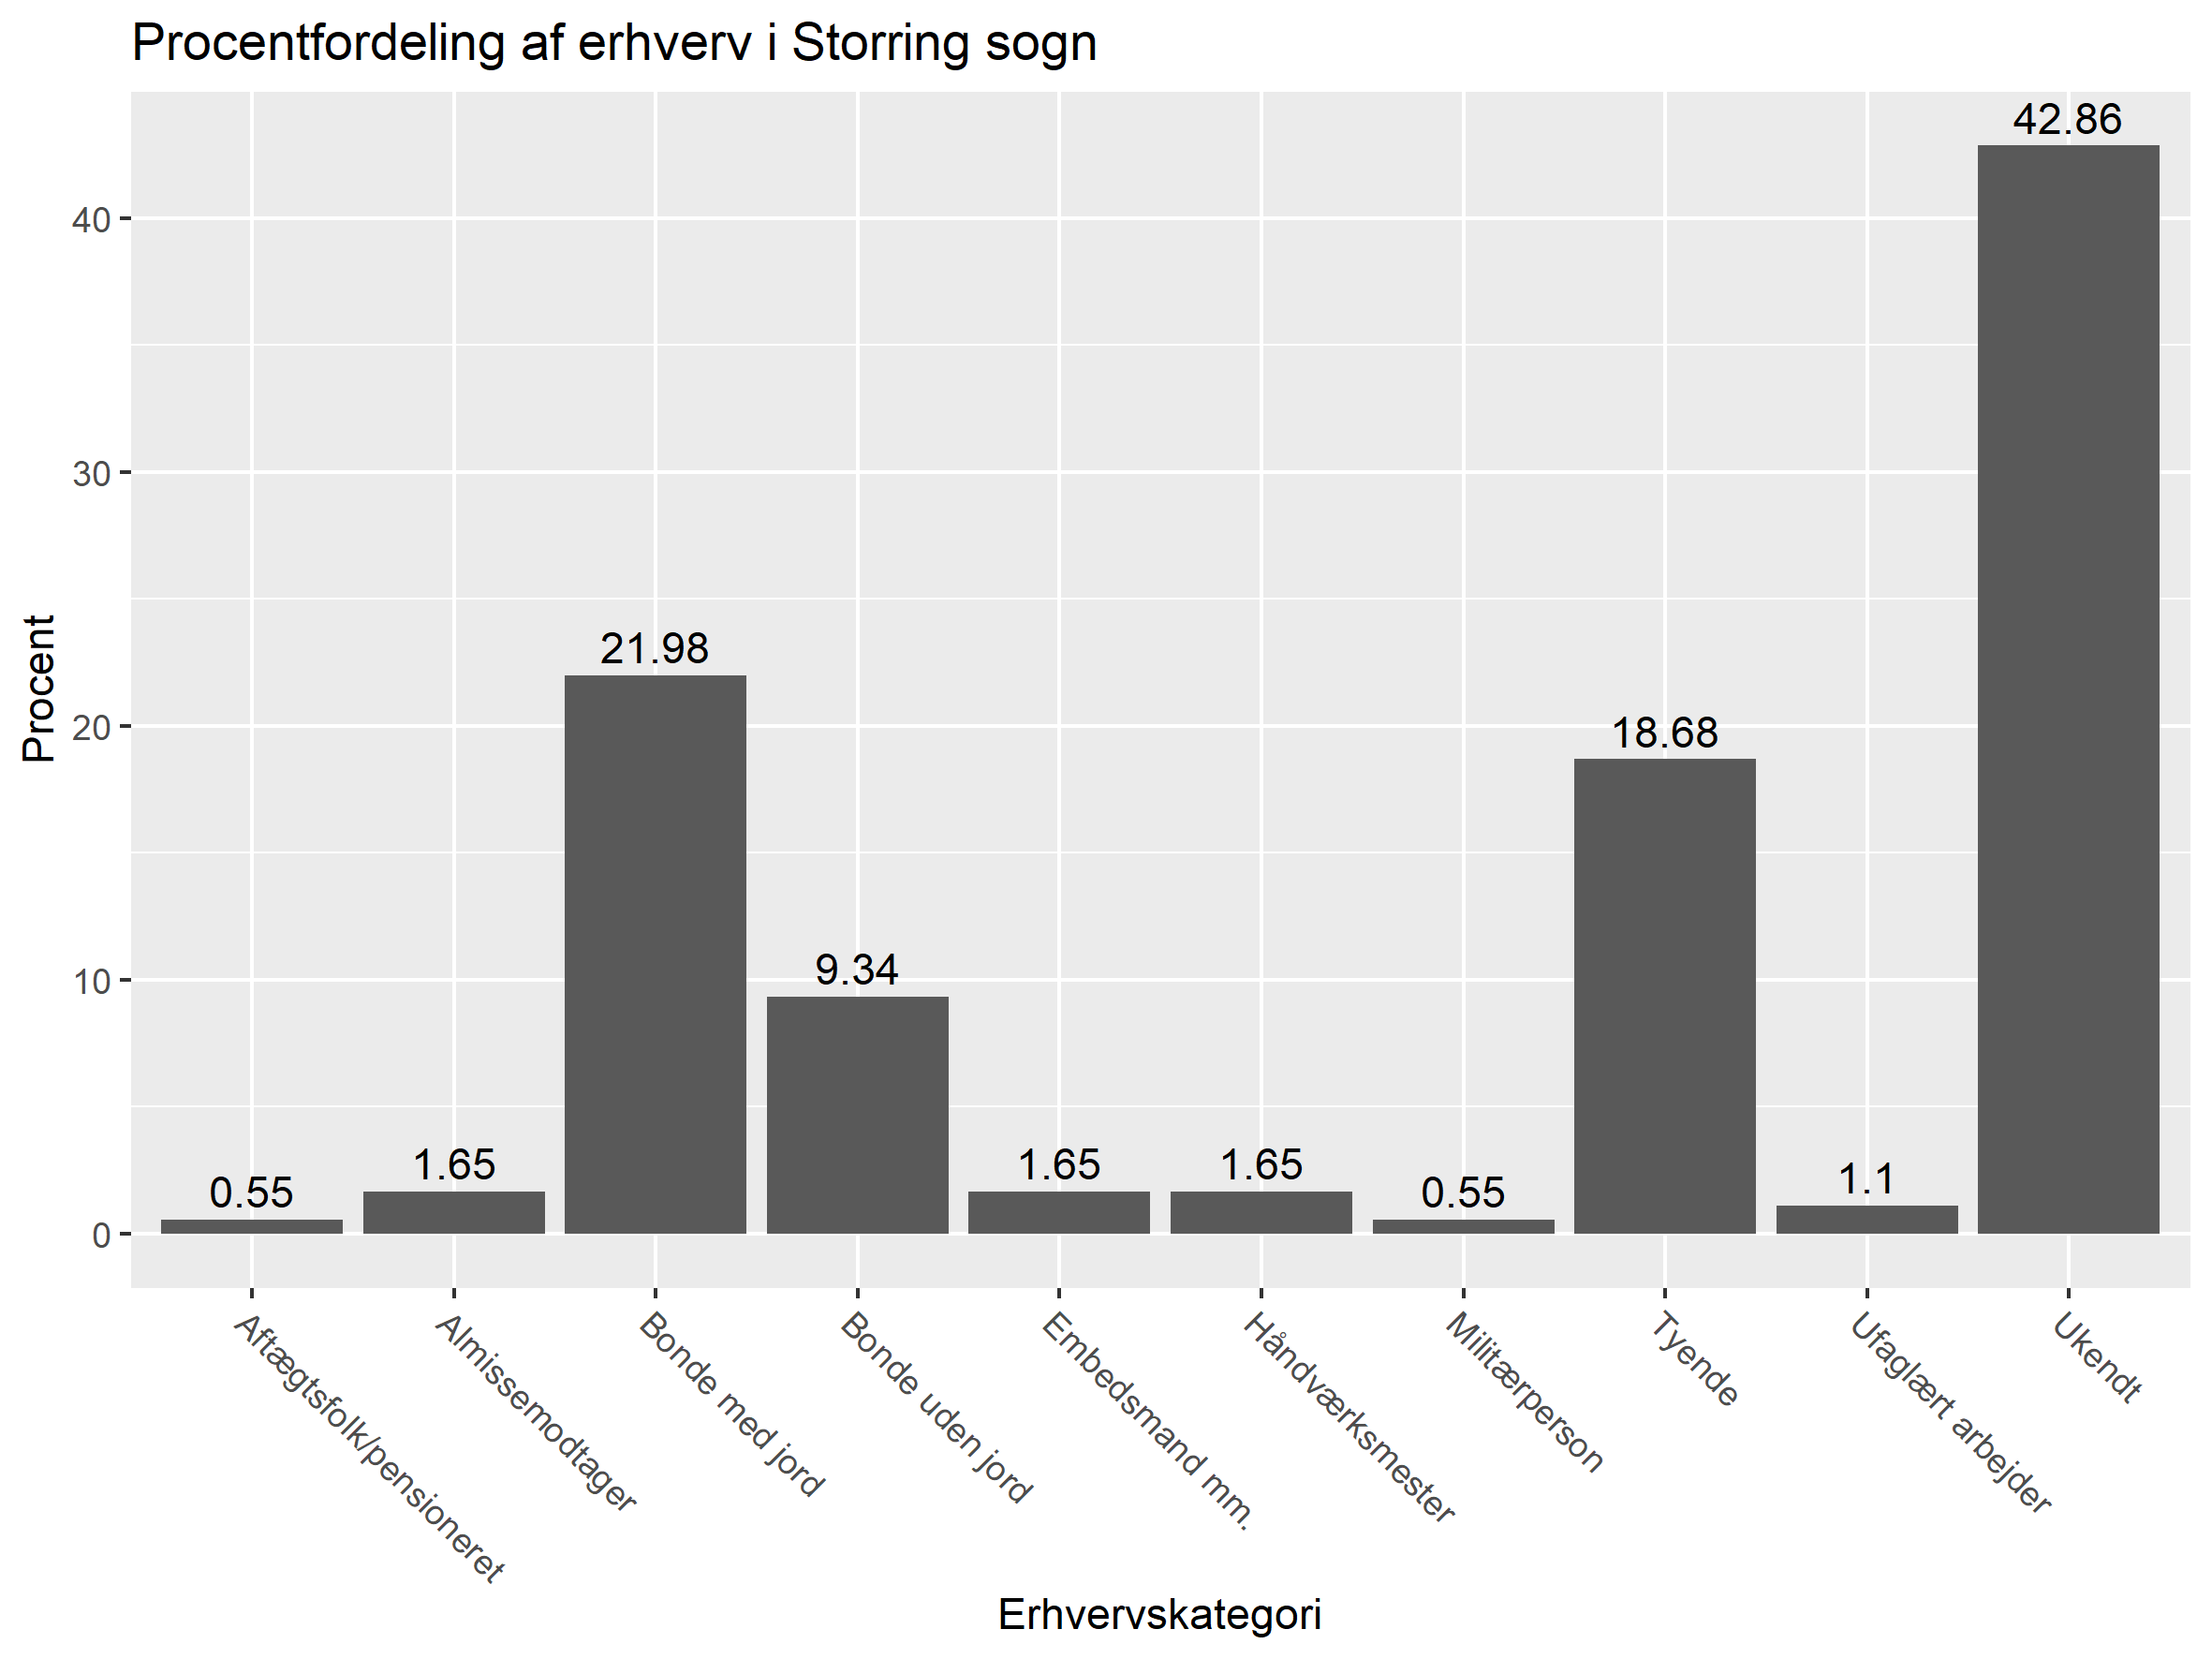 Procentfordeling af erhverv i Storring sogn
Procent
40
30
20
10
0
0.55
1.65
21.98
9.34
1.65
1.65
0.55
18.68
1.1
42.86
Aftægtsfolk/pensioneret
Almissemodtager
Bonde med jord
Bonde uden jord
Embedsmand mm.
Håndværksmester
Militærperson
Tyende
Ufaglært arbejder
Ukendt
Erhvervskategori